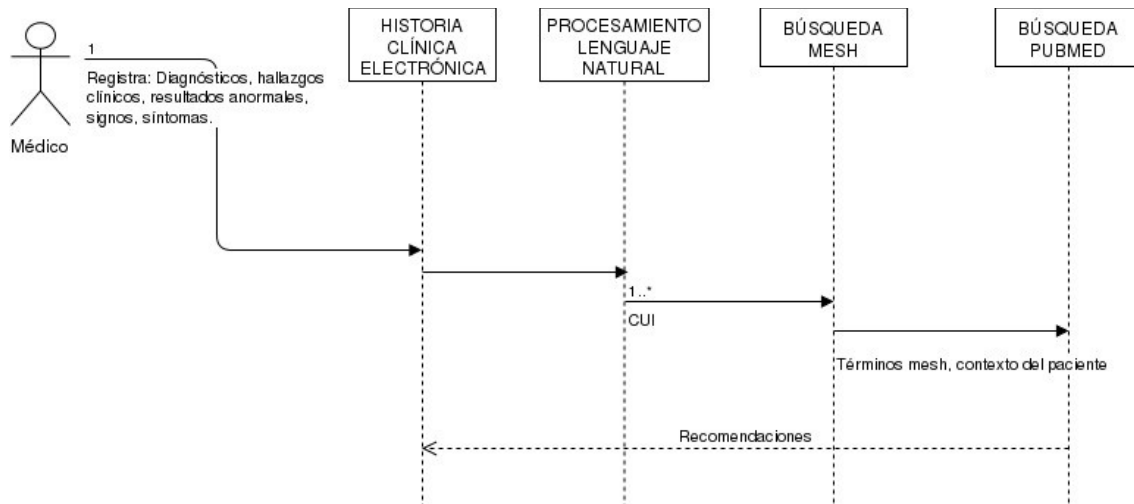 HISTORIA
CLÍNICA
ELECTRÓNICA
PROCESAMIENTO
LENGUAJE
NATURAL
BÚSQUEDA
MESH
BÚSQUEDA
PUBMED
1
Registra: Diagnósticos, hallazgos
clínicos, resultados anormales,
signos, síntomas.
Médico
1..*
CUI
Términos mesh, contexto del paciente
Recomendaciones